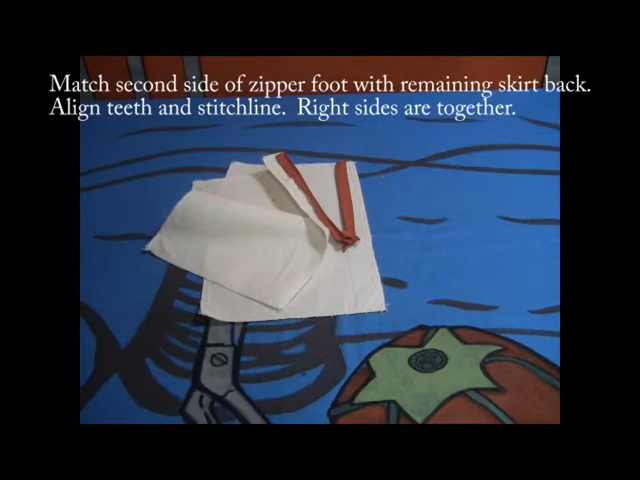 Match second side of zipper foot with remaining skirt back.
Align teeth and stitchline.  Right sides are together.